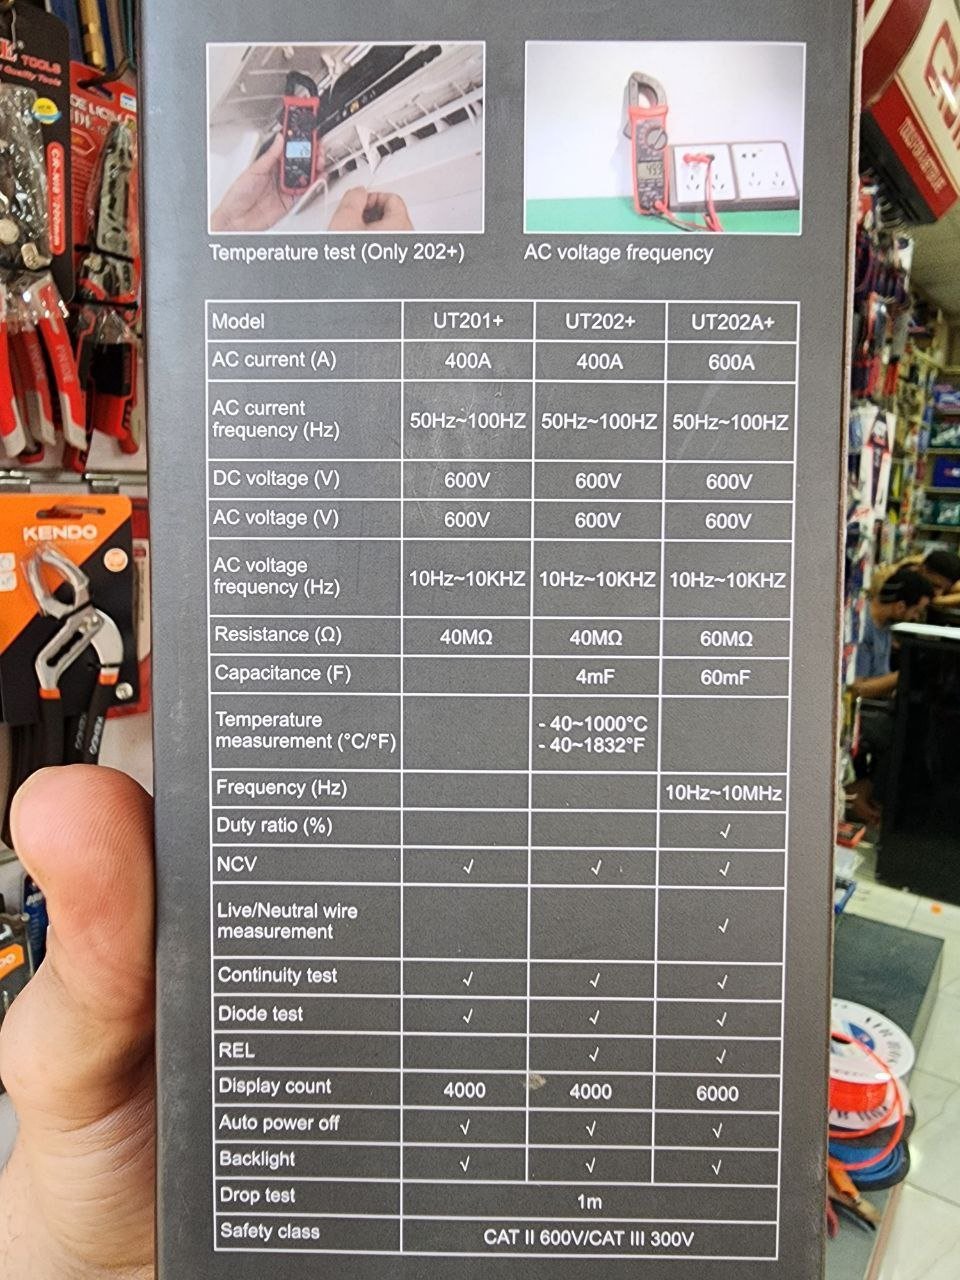 TOOLS
Quality Tools
KENDO
Temperature test (Only 202+)
AC voltage frequency
Model UT201+ UT202+ UT202A+
AC current (A) 400A 400A 600A
AC current
frequency (Hz) 50Hz~100HZ 50Hz~100HZ 50Hz~100HZ
DC voltage (V) 600V 600V 600V
AC voltage (V) 600V 600V 600V
AC voltage
frequency (Hz) 10Hz~10KHZ 10Hz~10KHZ 10Hz~10KHZ
Resistance (Ω) 40MΩ 40MΩ 60MΩ
Capacitance (F) 4mF 60mF
Temperature
measurement (°C/°F) - 40~1000°C
- 40~1832°F
Frequency (Hz) 10Hz~10MHz
Duty ratio (%) √
NCV √ √ √
Live/Neutral wire
measurement √
Continuity test √ √ √
Diode test √ √ √
REL √ √
Display count 4000 4000 6000
Auto power off √ √ √
Backlight √ √ √
Drop test 1m
Safety class CAT II 600V/CAT III 300V